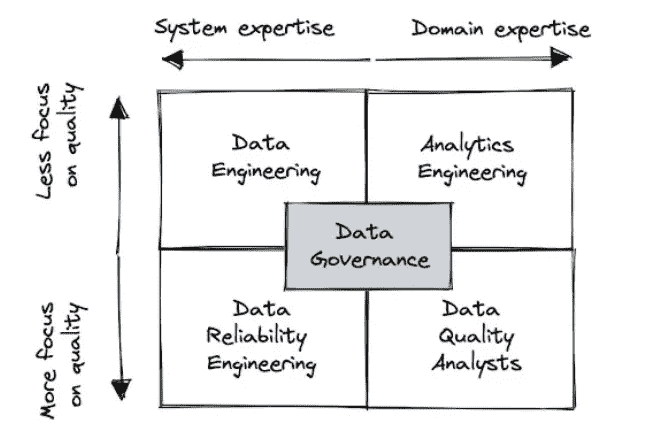 System expertise
Domain expertise
Less focus
on quality
Data
Engineering
Analytics
Engineering
Data
Governance
More focus
on quality
Data
Reliability
Engineering
Data
Quality
Analysts